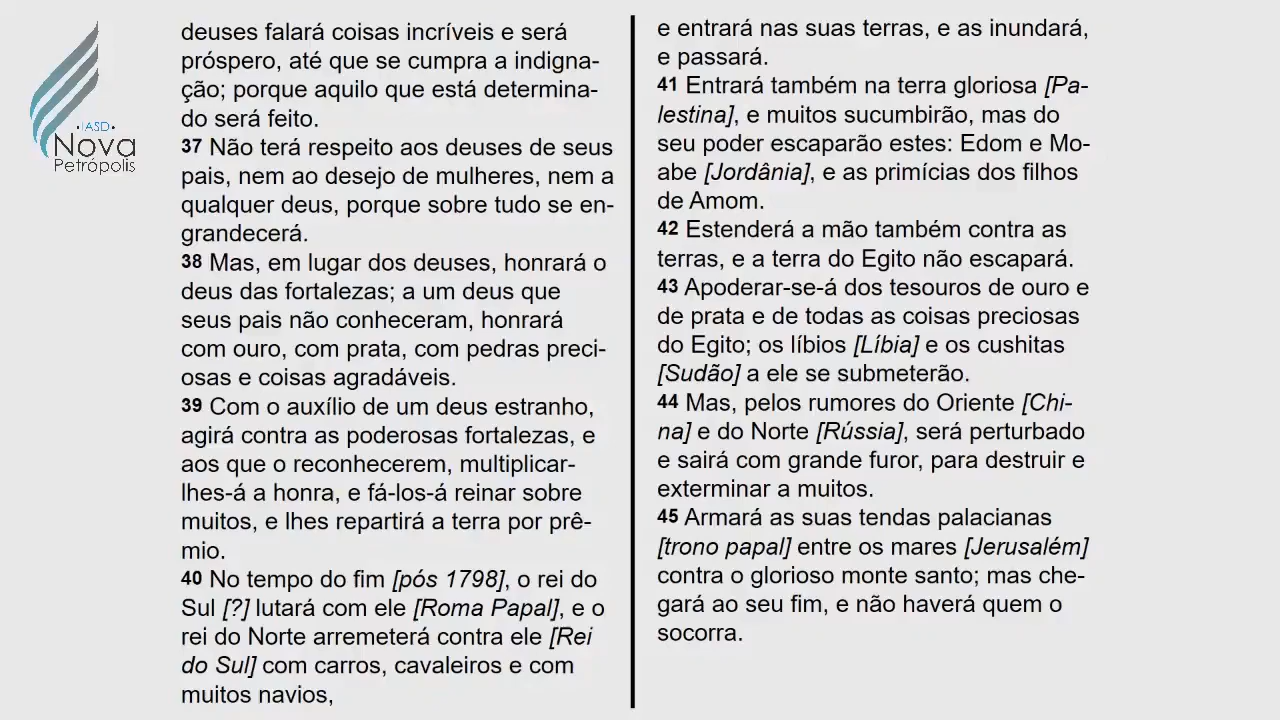 ·IASD·
Nova
Petrópolis
deuses falará coisas incríveis e será
próspero, até que se cumpra a indigna-
ção; porque aquilo que está determina-
do será feito.
37 Não terá respeito aos deuses de seus
pais, nem ao desejo de mulheres, nem a
qualquer deus, porque sobre tudo se en-
grandecerá.
38 Mas, em lugar dos deuses, honrará o
deus das fortalezas; a um deus que
seus pais não conheceram, honrará
com ouro, com prata, com pedras preci-
osas e coisas agradáveis.
39 Com o auxílio de um deus estranho,
agirá contra as poderosas fortalezas, e
aos que o reconhecerem, multiplicar-
lhes-á a honra, e fá-los-á reinar sobre
muitos, e lhes repartirá a terra por prê-
mio.
40 No tempo do fim [pós 1798], o rei do
Sul [?] lutará com ele [Roma Papal], e o
rei do Norte arremeterá contra ele [Rei
do Sul] com carros, cavaleiros e com
muitos navios,
e entrará nas suas terras, e as inundará,
e passará.
41 Entrará também na terra gloriosa [Pa-
lestina], e muitos sucumbirão, mas do
seu poder escaparão estes: Edom e Mo-
abe [Jordânia], e as primícias dos filhos
de Amom.
42 Estenderá a mão também contra as
terras, e a terra do Egito não escapará.
43 Apoderar-se-á dos tesouros de ouro e
de prata e de todas as coisas preciosas
do Egito; os líbios [Líbia] e os cushitas
[Sudão] a ele se submeterão.
44 Mas, pelos rumores do Oriente [Chi-
na] e do Norte [Rússia], será perturbado
e sairá com grande furor, para destruir e
exterminar a muitos.
45 Armará as suas tendas palacianas
[trono papal] entre os mares [Jerusalém]
contra o glorioso monte santo; mas che-
gará ao seu fim, e não haverá quem o
socorra.